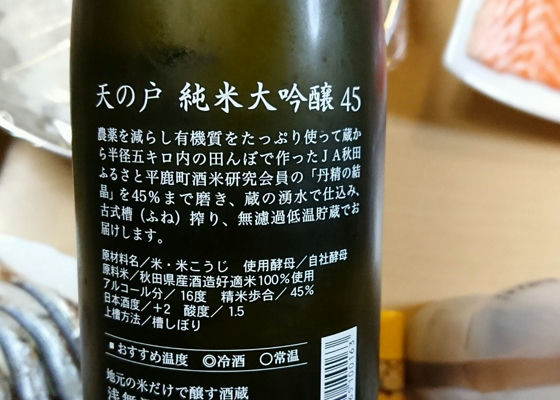 天の戸 純米大吟醸 45
農薬を減らし有機質をたっぷり使って蔵か
ら半径五キロ内の田んぼで作ったJA秋田
ふるさと平鹿町酒米研究会員の「丹精の結
晶」を45%まで磨き、蔵の湧水で仕込み、
古式槽(ふね)搾り、無濾過低温貯蔵でお
届けします。
原材料名/米・米こうじ 使用酵母/自社酵母
原料米/秋田県産酒造好適米100%使用
アルコール分/16度 精米歩合/45%
日本酒度/+2 酸度/1.5
上槽方法/槽しぼり
■おすすめ温度 ◎冷酒 ○常温
地元の米だけで醸す酒蔵